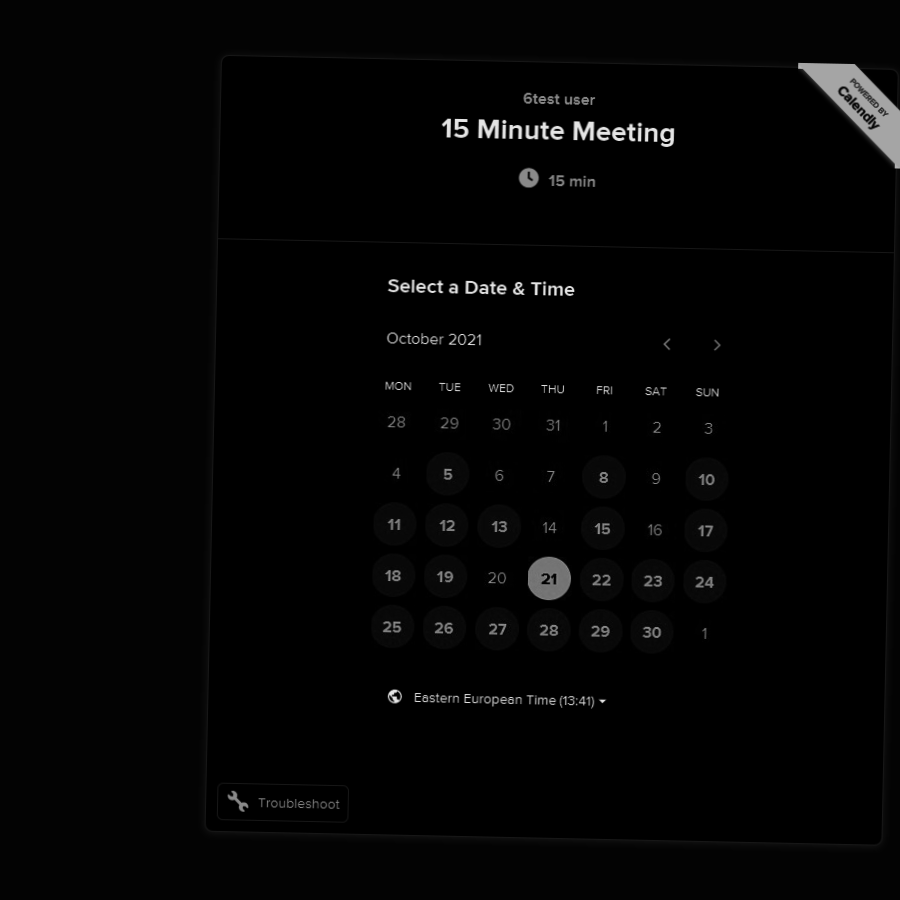 POWERED BY
Calendly
6test user
15 Minute Meeting
15 min
Select a Date & Time
October 2021
MON TUE WED THU FRI SAT SUN
28 29 30 31 1 2 3
4 5 6 7 8 9 10
11 12 13 14 15 16 17
18 19 20 21 22 23 24
25 26 27 28 29 30 1
Eastern European Time (13:41)
Troubleshoot